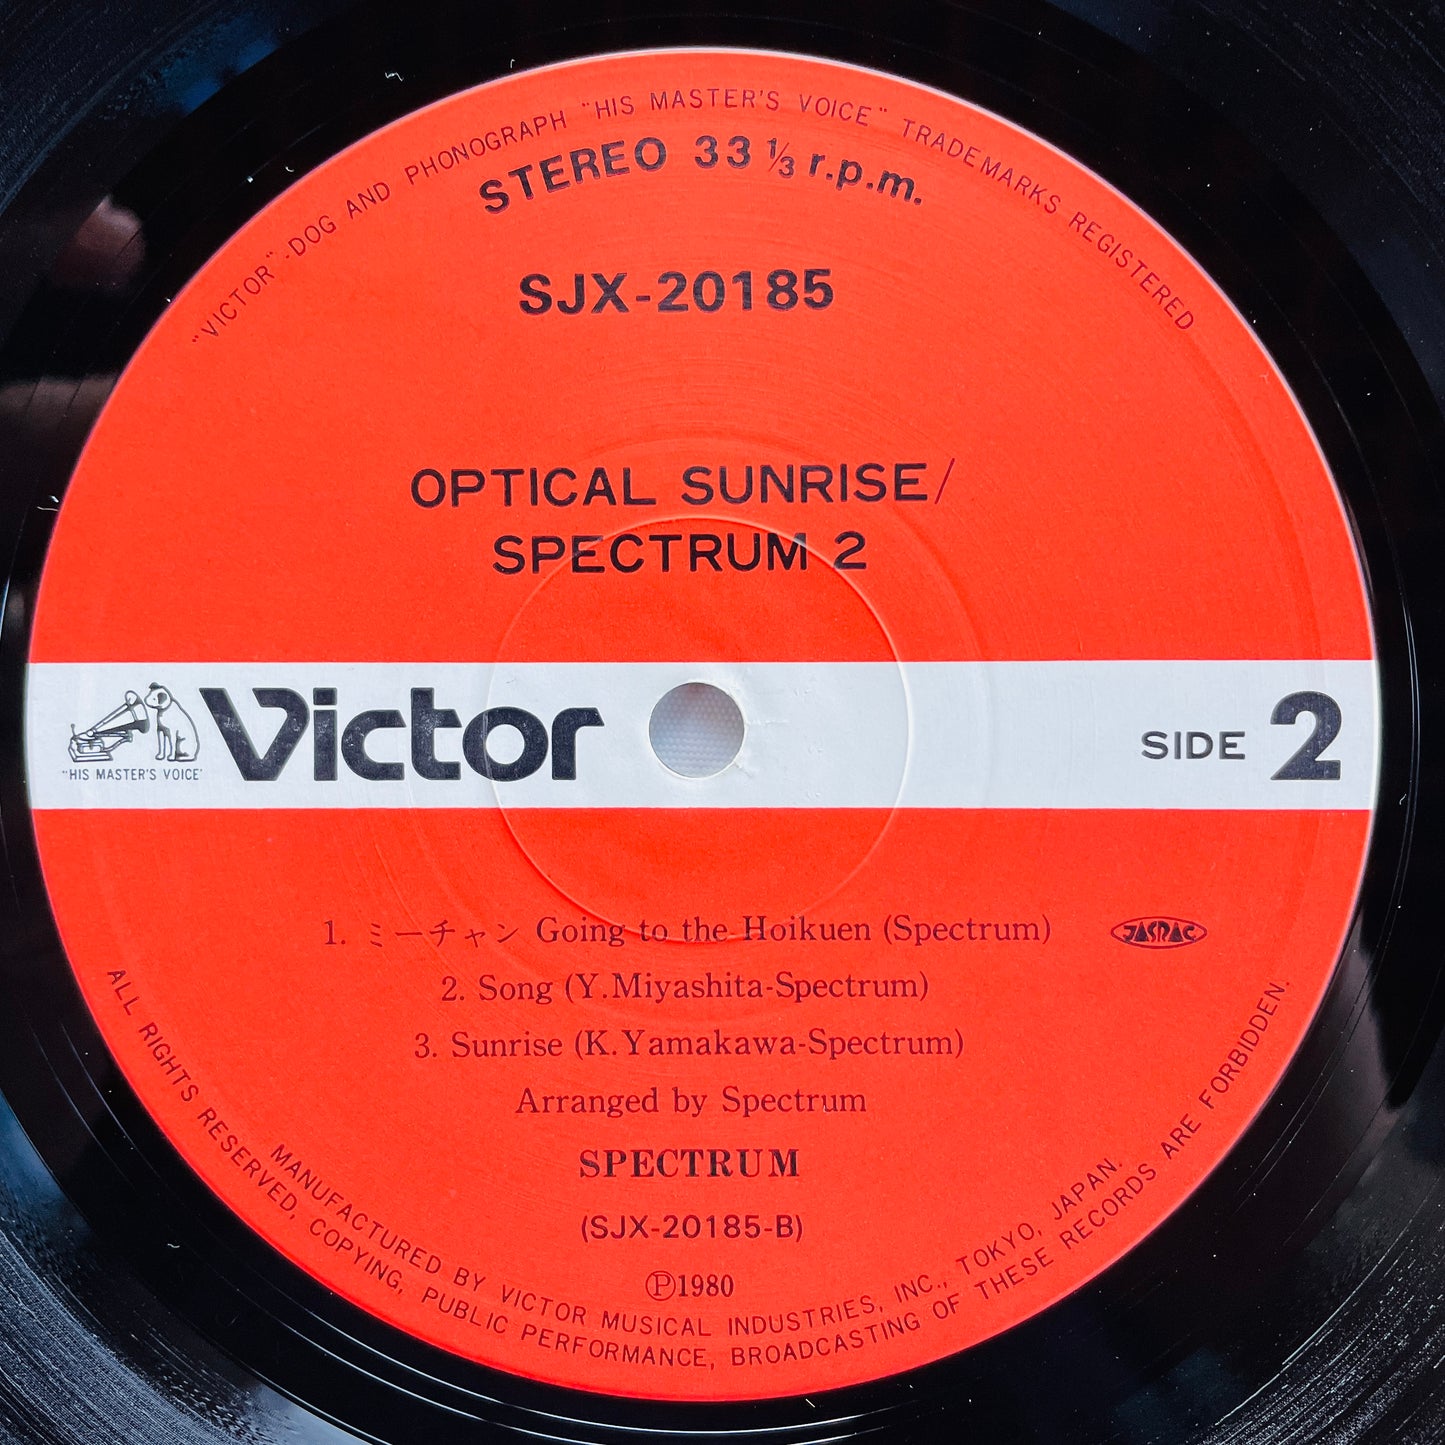 "VICTOR"-DOG AND PHONOGRAPH "HIS MASTER'S VOICE" TRADEMARKS REGISTERED
STEREO 33 ⅓ r.p.m.
SJX-20185
OPTICAL SUNRISE/
SPECTRUM 2
"HIS MASTER'S VOICE'
Victor
SIDE 2
1. ミーチャン Going to the Hoikuen (Spectrum)
JASRAC
2. Song (Y.Miyashita-Spectrum)
3. Sunrise (K.Yamakawa-Spectrum)
Arranged by Spectrum
SPECTRUM
(SJX-20185-B)
Ⓟ1980
MANUFACTURED BY VICTOR MUSICAL INDUSTRIES, INC., TOKYO, JAPAN.
ALL RIGHTS RESERVED, COPYING, PUBLIC PERFORMANCE, BROADCASTING OF THESE RECORDS ARE FORBIDDEN.